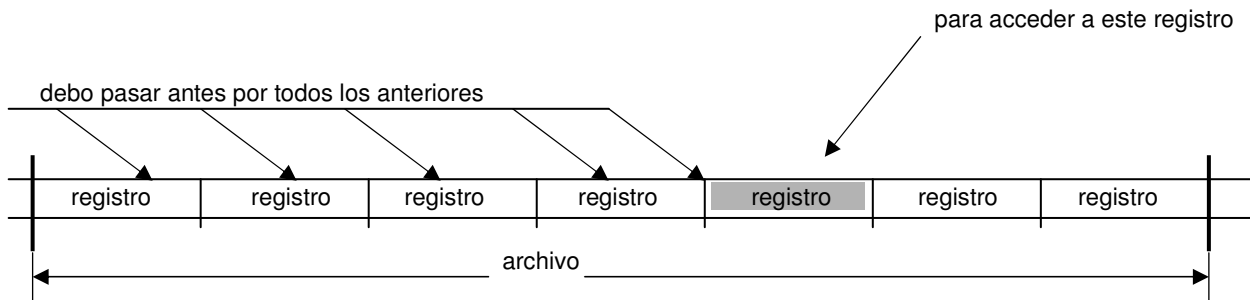 para acceder a este registro
debo pasar antes por todos los anteriores
registro registro registro registro registro registro registro
archivo